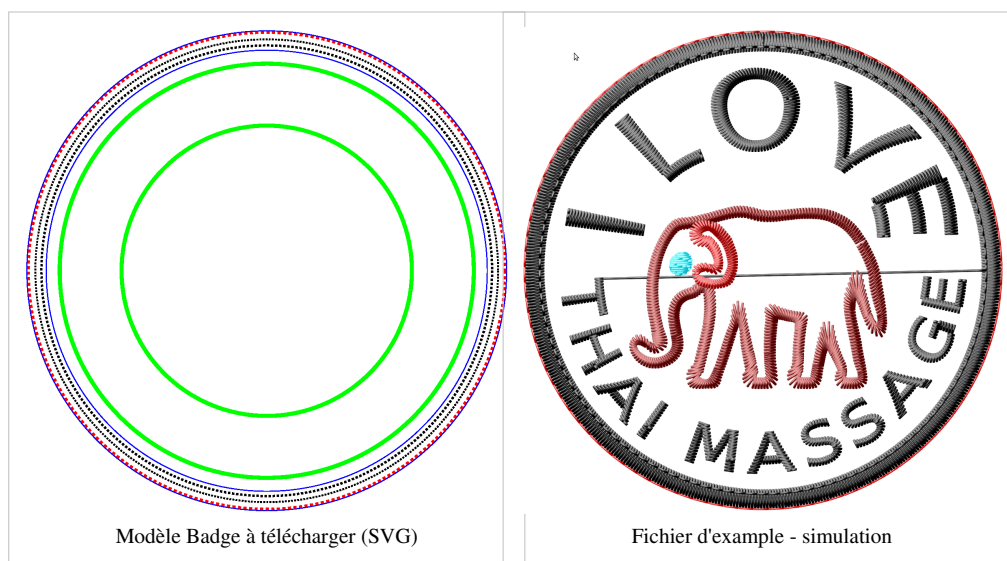 I LOVE
THAI MASSAGE
Modèle Badge à télécharger (SVG)
Fichier d'example - simulation